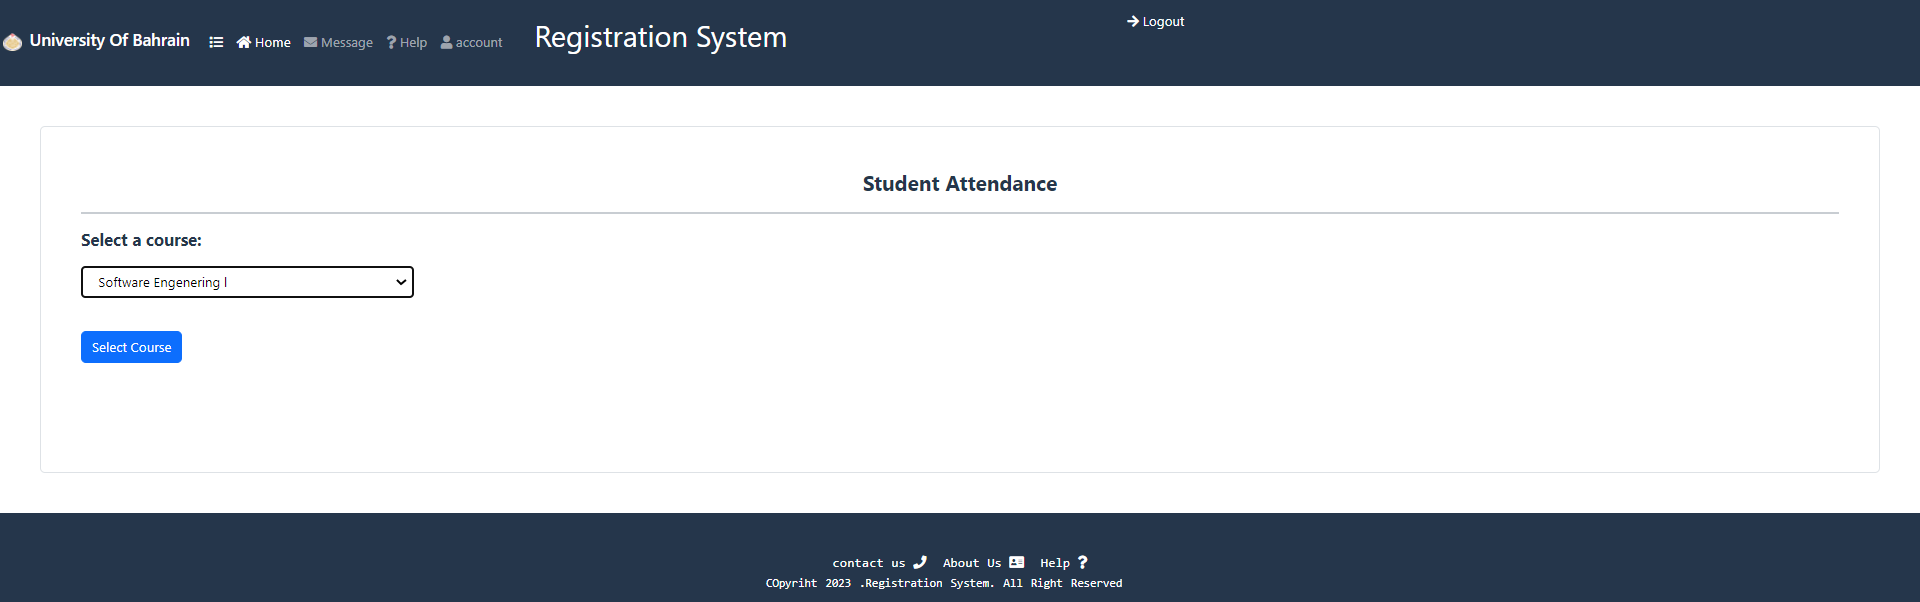 University Of Bahrain Home Message Help account Registration System Logout
Student Attendance
Select a course:
Software Engenering I
Select Course
contact us About Us Help
COpyriht 2023 .Registration System. All Right Reserved